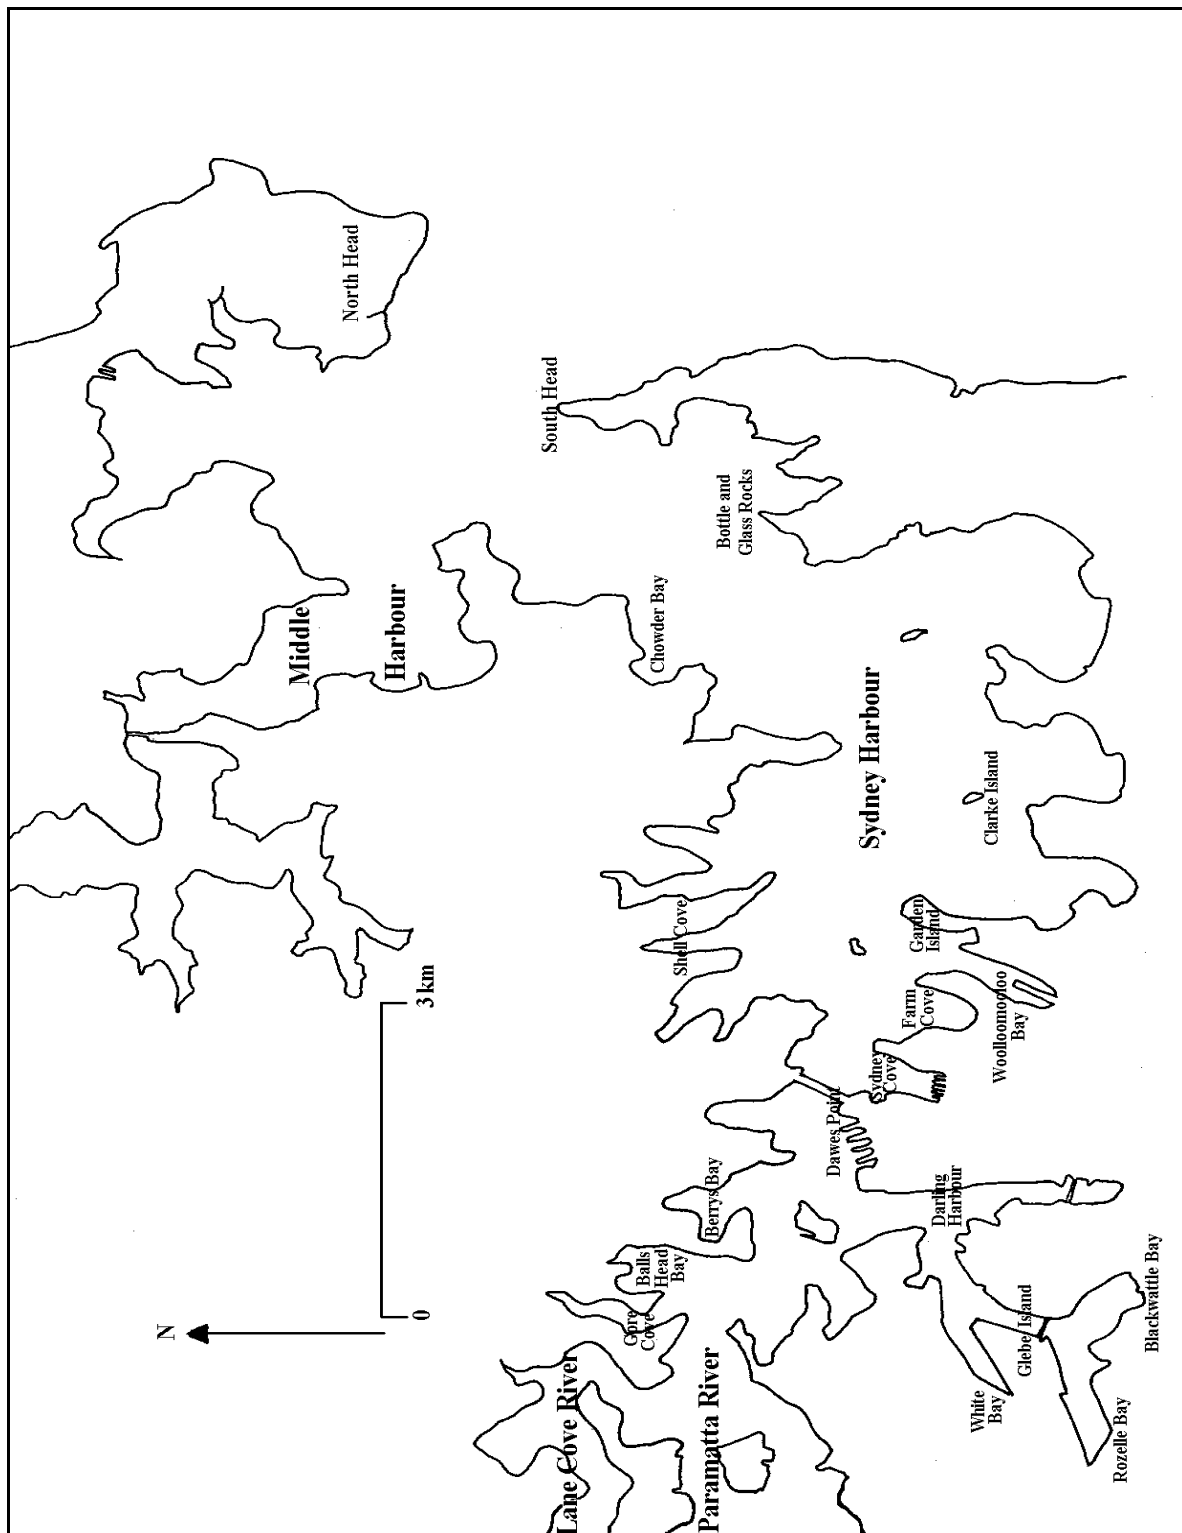 North Head
South Head
Bottle and
Glass Rocks
Middle
Harbour
Chowder Bay
Sydney Harbour
Clarke Island
Shell Cove
Garden
Island
Farm
Cove
Woolloomooloo
Bay
Sydney
Cove
Dawes Point
Berrys Bay
Darling
Harbour
Balls
Head
Bay
Gore
Cove
Glebe Island
Blackwattle Bay
White
Bay
Rozelle Bay
Lane Cove River
Paramatta River
N
0
3 km